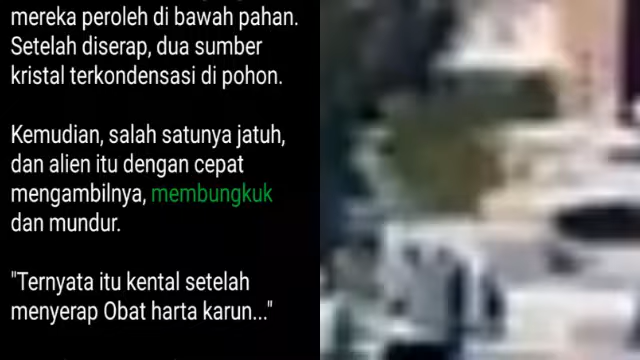 mereka peroleh di bawah pahan.
Setelah diserap, dua sumber
kristal terkondensasi di pohon.
Kemudian, salah satunya jatuh,
dan alien itu dengan cepat
mengambilnya, membungkuk
dan mundur.
"Ternyata itu kental setelah
menyerap Obat harta karun..."